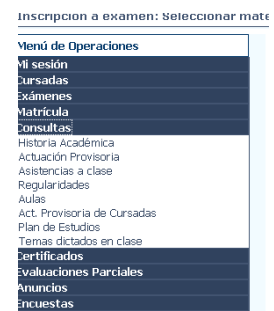 Inscripción a examen: Seleccionar mate
Menú de Operaciones
Mi sesión
Cursadas
Exámenes
Matrícula
Consultas
Historia Académica
Actuación Provisoria
Asistencias a clase
Regularidades
Aulas
Act. Provisoria de Cursadas
Plan de Estudios
Temas dictados en clase
Certificados
Evaluaciones Parciales
Anuncios
Encuestas